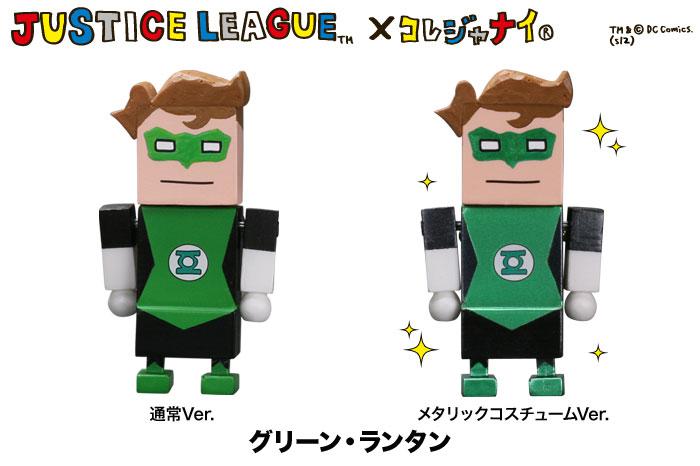 JUSTICE LEAGUE™ × コレジャナイ®
TM & © DC Comics.
(s12)
通常Ver.
メタリックコスチュームVer.
グリーン・ランタン